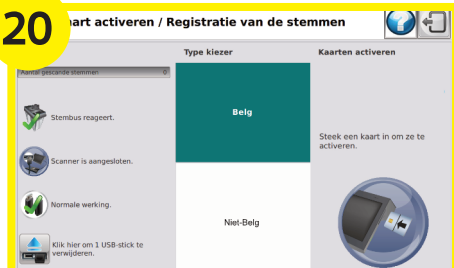 20
aart activeren / Registratie van de stemmen
Type kiezer
Kaarten activeren
Aantal gescande stemmen
Stembus reageert.
Scanner is aangesloten.
Normale werking.
Klik hier om 1 USB-stick te
verwijderen.
Belg
Niet-Belg
Steek een kaart in om ze te
activeren.